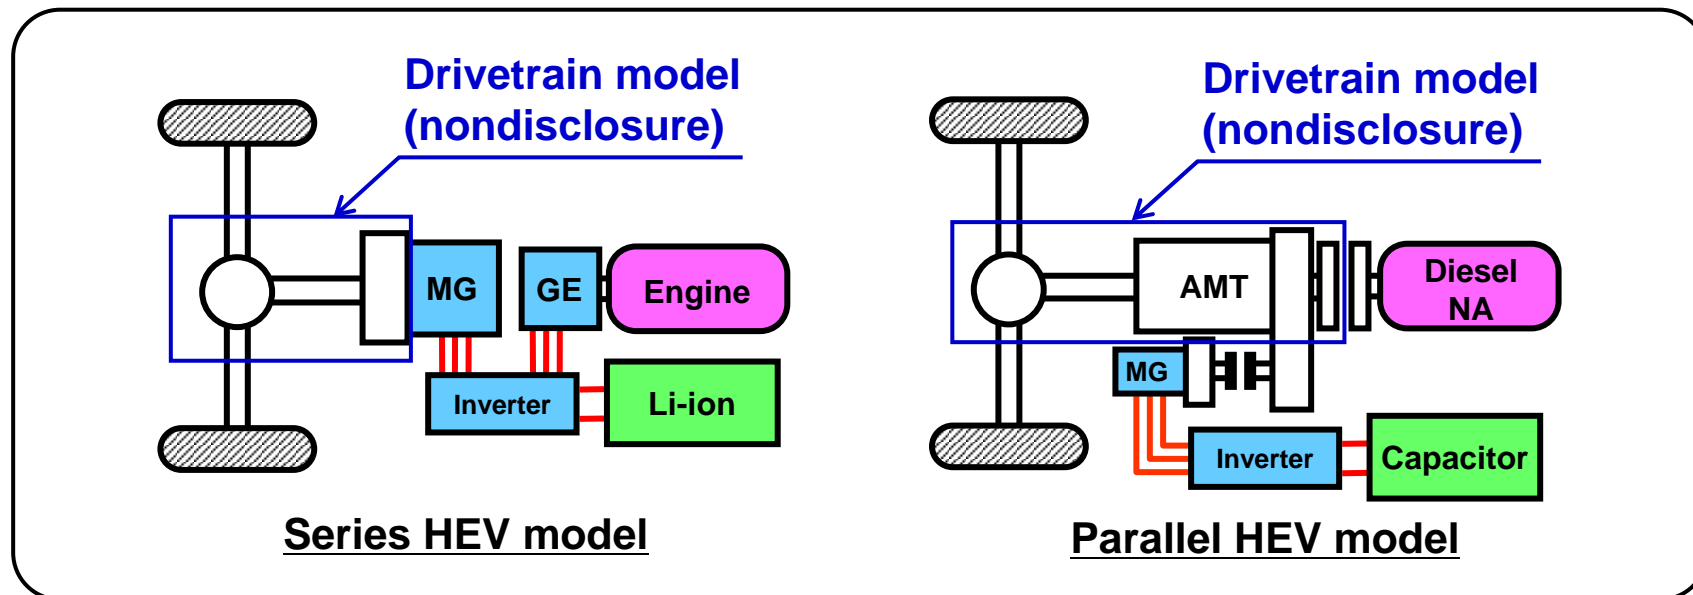 Drivetrain model
(nondisclosure)
MG
GE
Engine
Inverter
Li-ion
Series HEV model
Drivetrain model
(nondisclosure)
AMT
Diesel
NA
MG
Inverter
Capacitor
Parallel HEV model